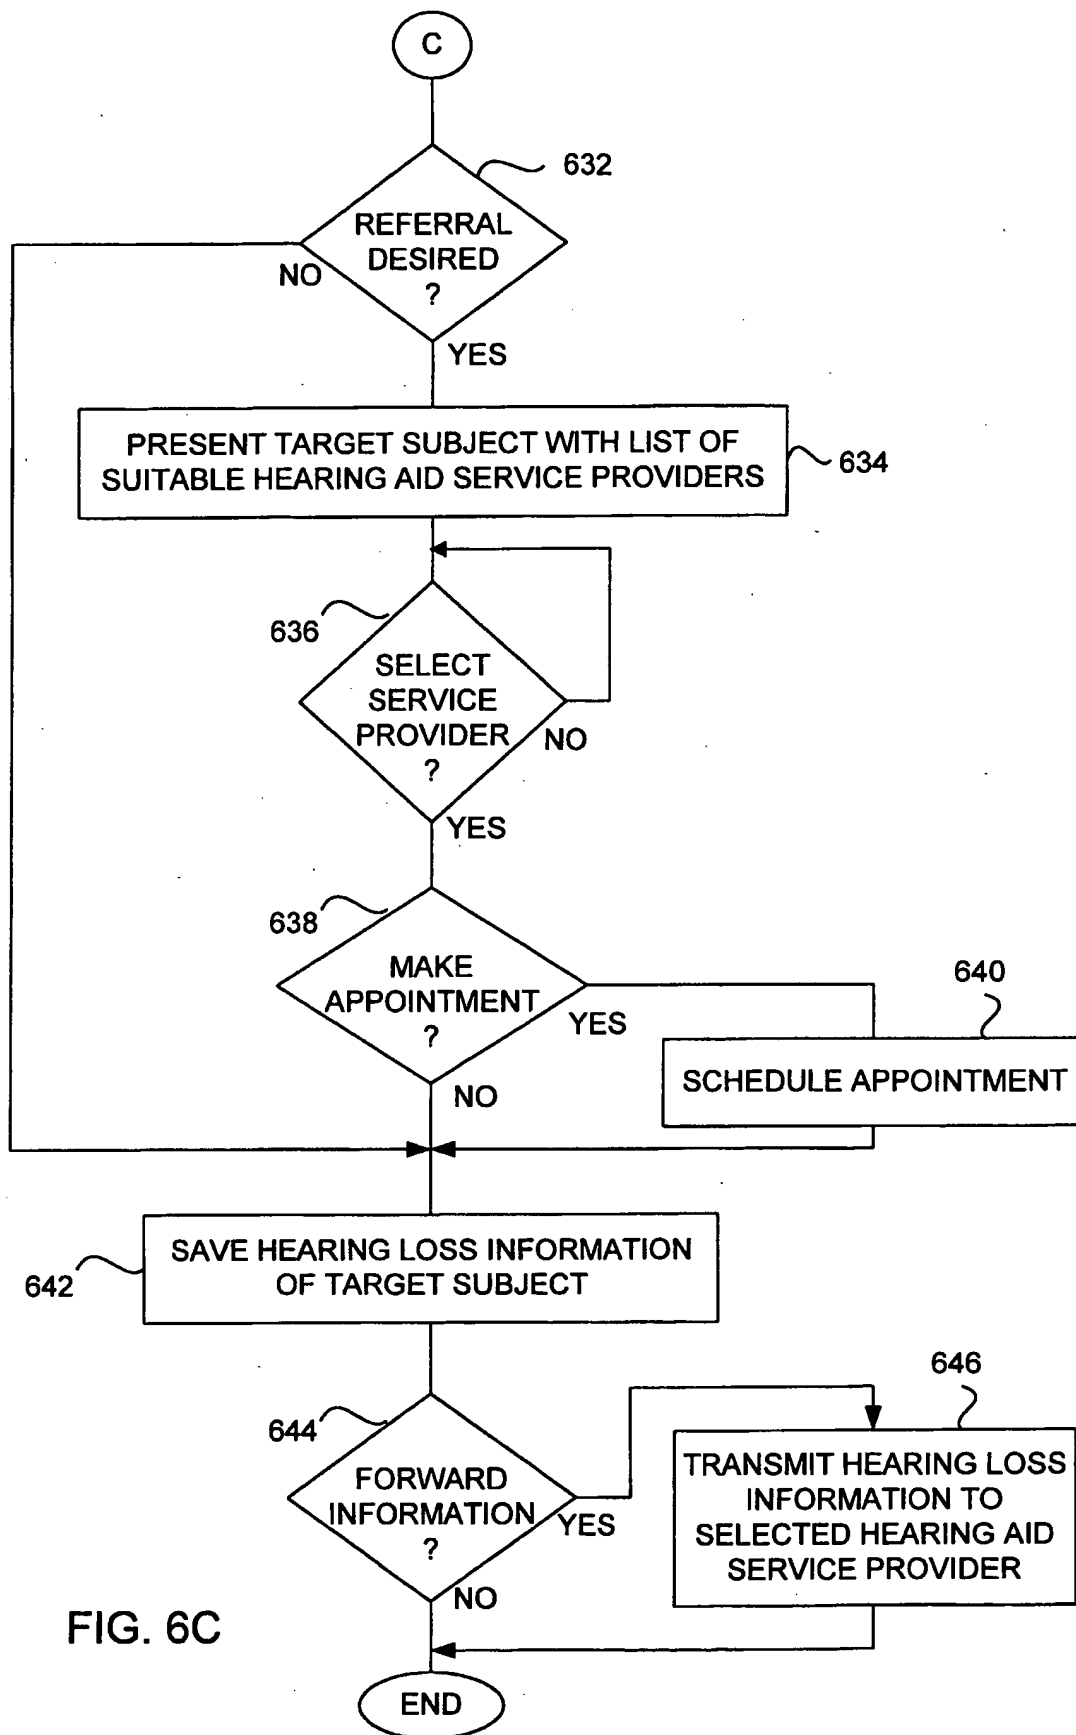 C
632
REFERRAL
DESIRED
?
NO
YES
PRESENT TARGET SUBJECT WITH LIST OF
SUITABLE HEARING AID SERVICE PROVIDERS
634
636
SELECT
SERVICE
PROVIDER
?
NO
YES
638
MAKE
APPOINTMENT
?
YES
NO
640
SCHEDULE APPOINTMENT
SAVE HEARING LOSS INFORMATION
OF TARGET SUBJECT
642
644
FORWARD
INFORMATION
?
YES
NO
646
TRANSMIT HEARING LOSS
INFORMATION TO
SELECTED HEARING AID
SERVICE PROVIDER
FIG. 6C
END